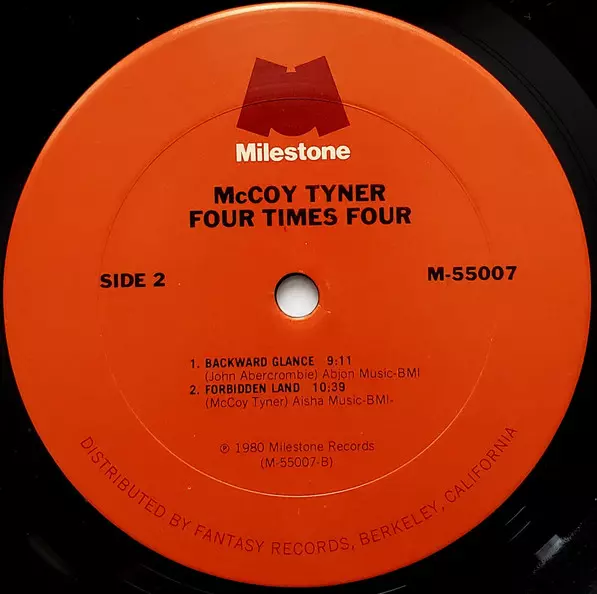 Milestone
McCOY TYNER
FOUR TIMES FOUR
SIDE 2
M-55007
1. BACKWARD GLANCE 9:11
(John Abercrombie) Abjon Music-BMI
2. FORBIDDEN LAND 10:39
(McCoy Tyner) Aisha Music-BMI-
℗ 1980 Milestone Records
(M-55007-B)
DISTRIBUTED BY FANTASY RECORDS, BERKELEY, CALIFORNIA